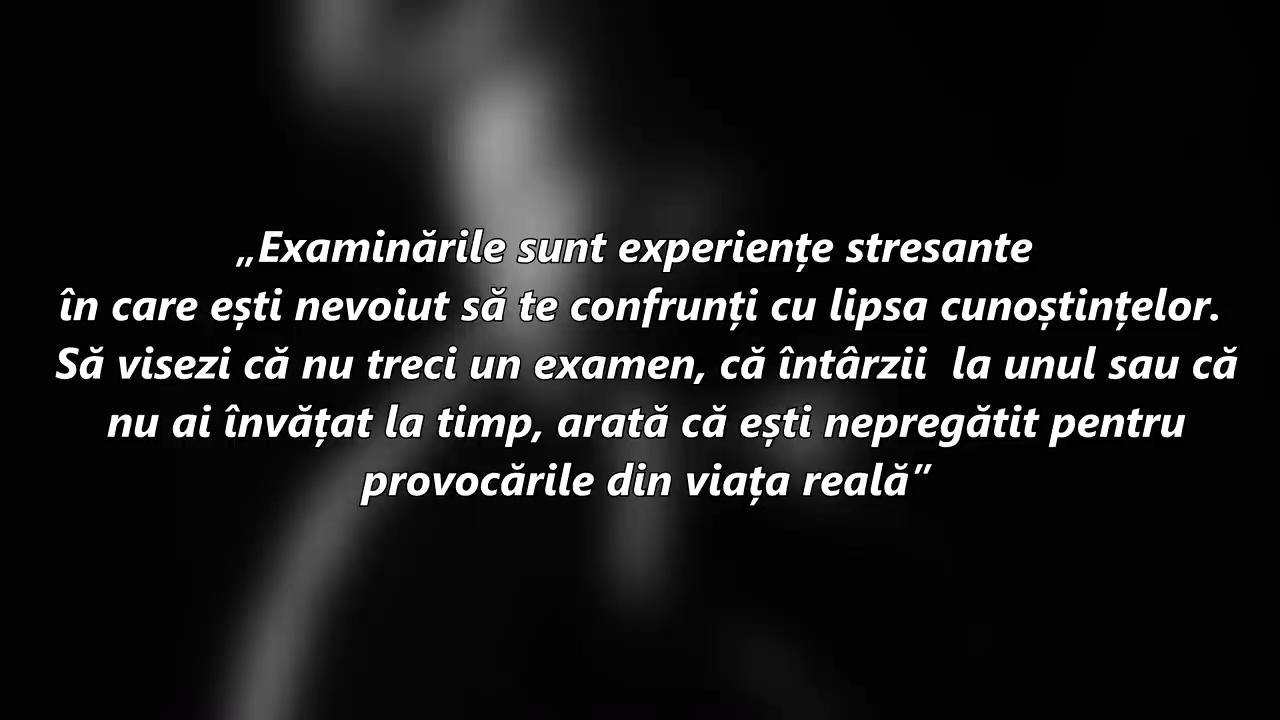 „Examinările sunt experiențe stresante
în care ești nevoiut să te confrunți cu lipsa cunoștințelor.
Să visezi că nu treci un examen, că întârzii  la unul sau că
nu ai învățat la timp, arată că ești nepregătit pentru
provocările din viața reală”